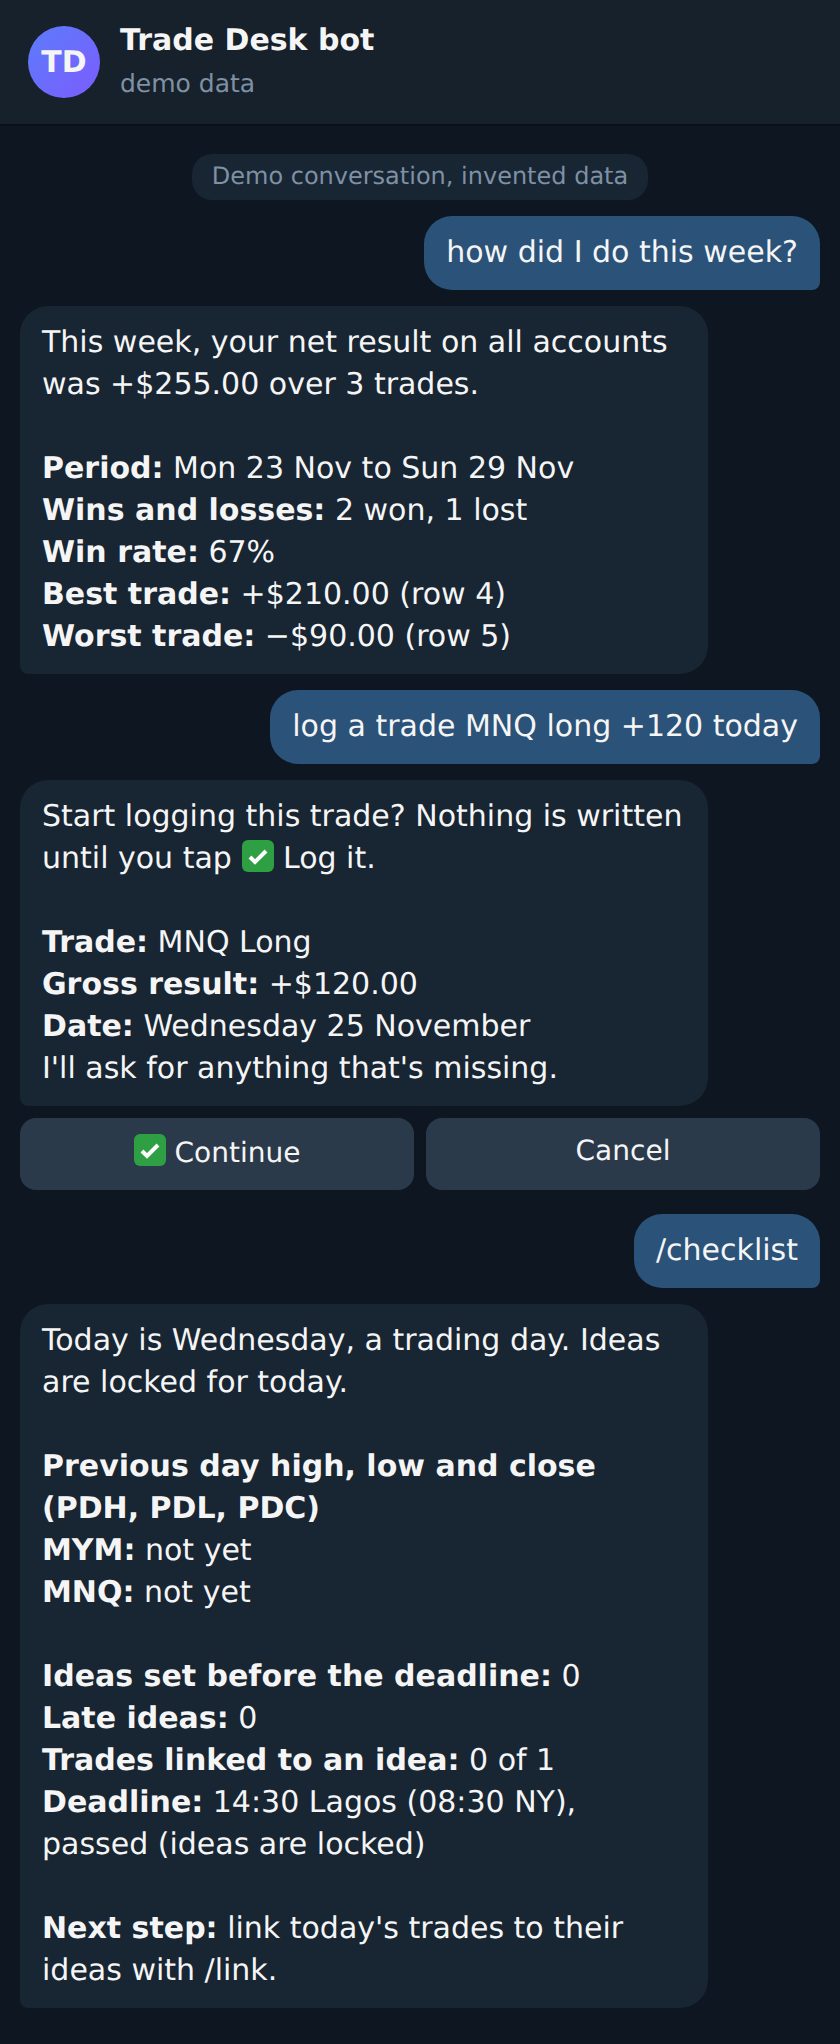 TD
Trade Desk bot
demo data
Demo conversation, invented data
how did I do this week?
This week, your net result on all accounts
was +$255.00 over 3 trades.
Period: Mon 23 Nov to Sun 29 Nov
Wins and losses: 2 won, 1 lost
Win rate: 67%
Best trade: +$210.00 (row 4)
Worst trade: −$90.00 (row 5)
log a trade MNQ long +120 today
Start logging this trade? Nothing is written
until you tap ✅ Log it.
Trade: MNQ Long
Gross result: +$120.00
Date: Wednesday 25 November
I'll ask for anything that's missing.
✅ Continue
Cancel
/checklist
Today is Wednesday, a trading day. Ideas
are locked for today.
Previous day high, low and close
(PDH, PDL, PDC)
MYM: not yet
MNQ: not yet
Ideas set before the deadline: 0
Late ideas: 0
Trades linked to an idea: 0 of 1
Deadline: 14:30 Lagos (08:30 NY),
passed (ideas are locked)
Next step: link today's trades to their
ideas with /link.